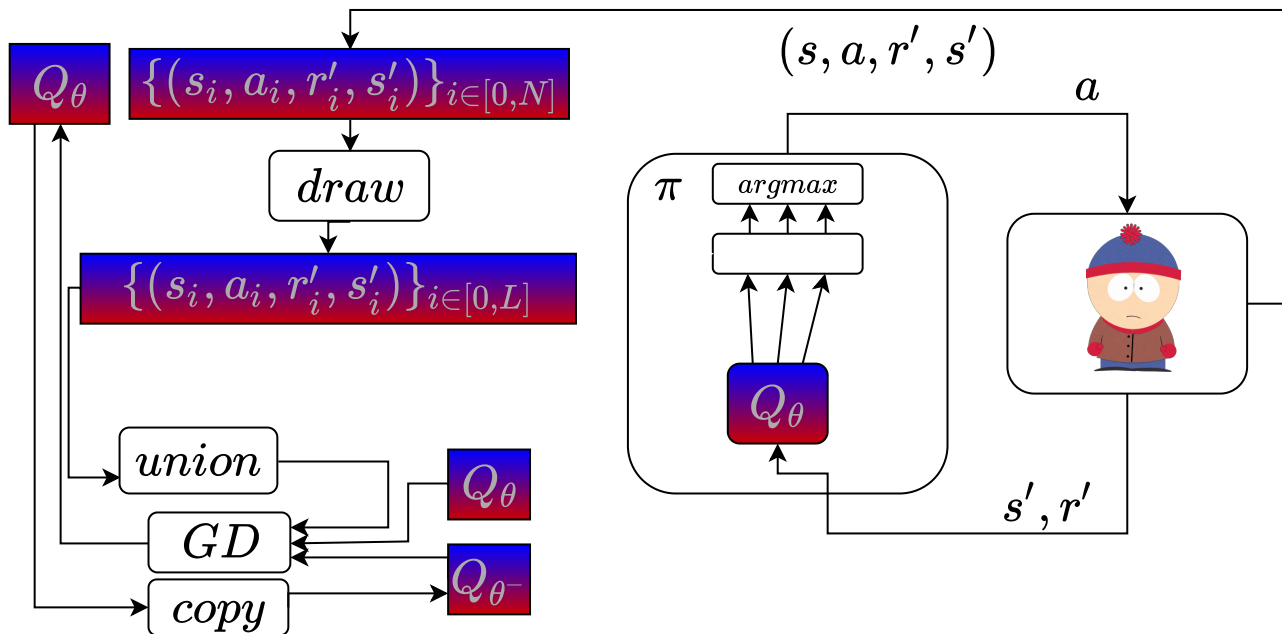 (s, a, r′, s′)
Q_θ
{(s_i, a_i, r′_i, s′_i)}_{i∈[0,N]}
a
draw
π
argmax
{(s_i, a_i, r′_i, s′_i)}_{i∈[0,L]}
Q_θ
union
Q_θ
s′, r′
GD
Q_{θ⁻}
copy